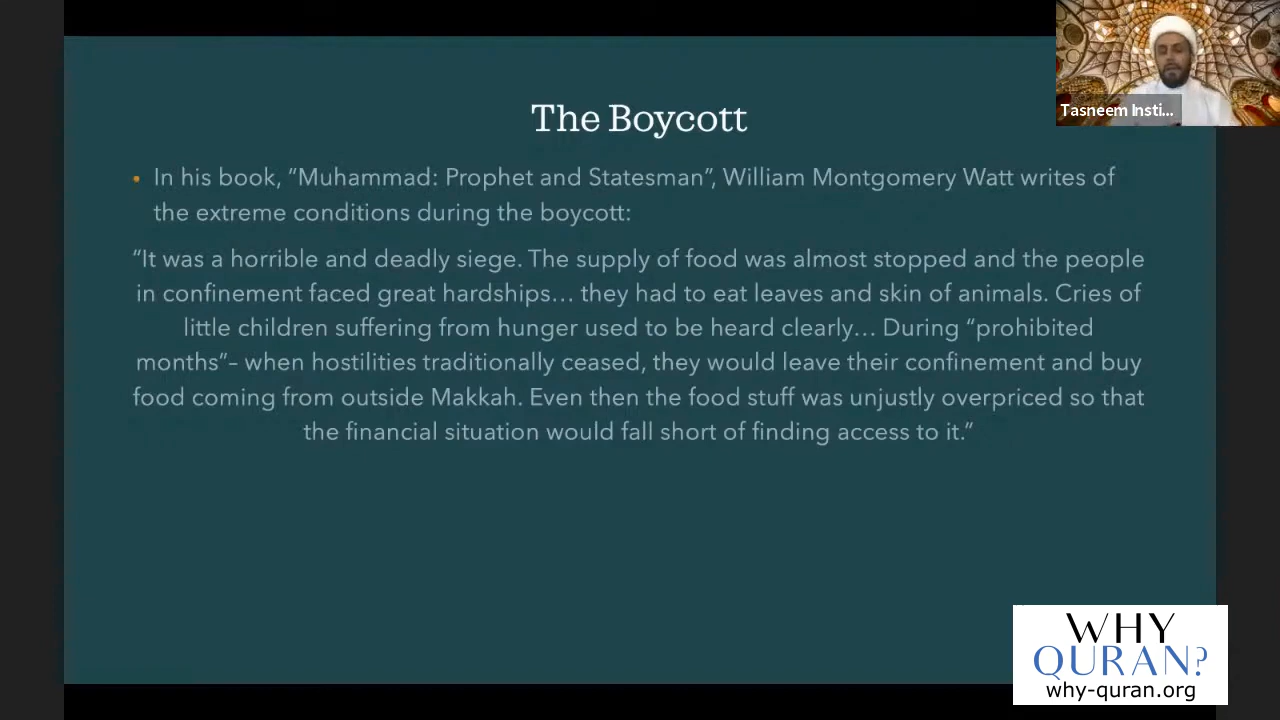 Tasneem Insti...
The Boycott
• In his book, “Muhammad: Prophet and Statesman”, William Montgomery Watt writes of
the extreme conditions during the boycott:
“It was a horrible and deadly siege. The supply of food was almost stopped and the people
in confinement faced great hardships… they had to eat leaves and skin of animals. Cries of
little children suffering from hunger used to be heard clearly… During “prohibited
months”– when hostilities traditionally ceased, they would leave their confinement and buy
food coming from outside Makkah. Even then the food stuff was unjustly overpriced so that
the financial situation would fall short of finding access to it.”
WHY
QURAN?
why-quran.org